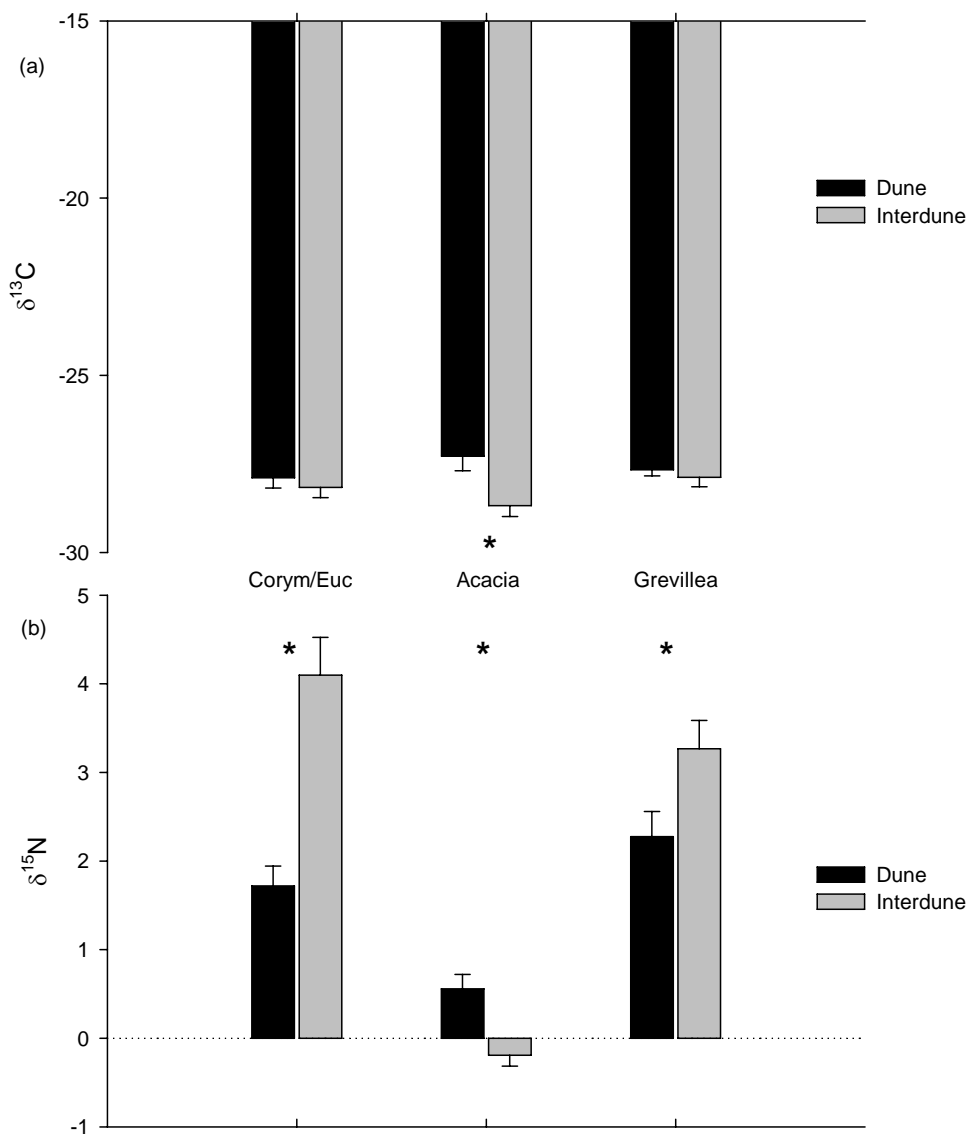 -15
(a)
-20
-25
-30
δ¹³C
Dune
Interdune
*
Corym/Euc Acacia Grevillea
5
(b)
* * *
4
3
2
1
0
-1
δ¹⁵N
Dune
Interdune